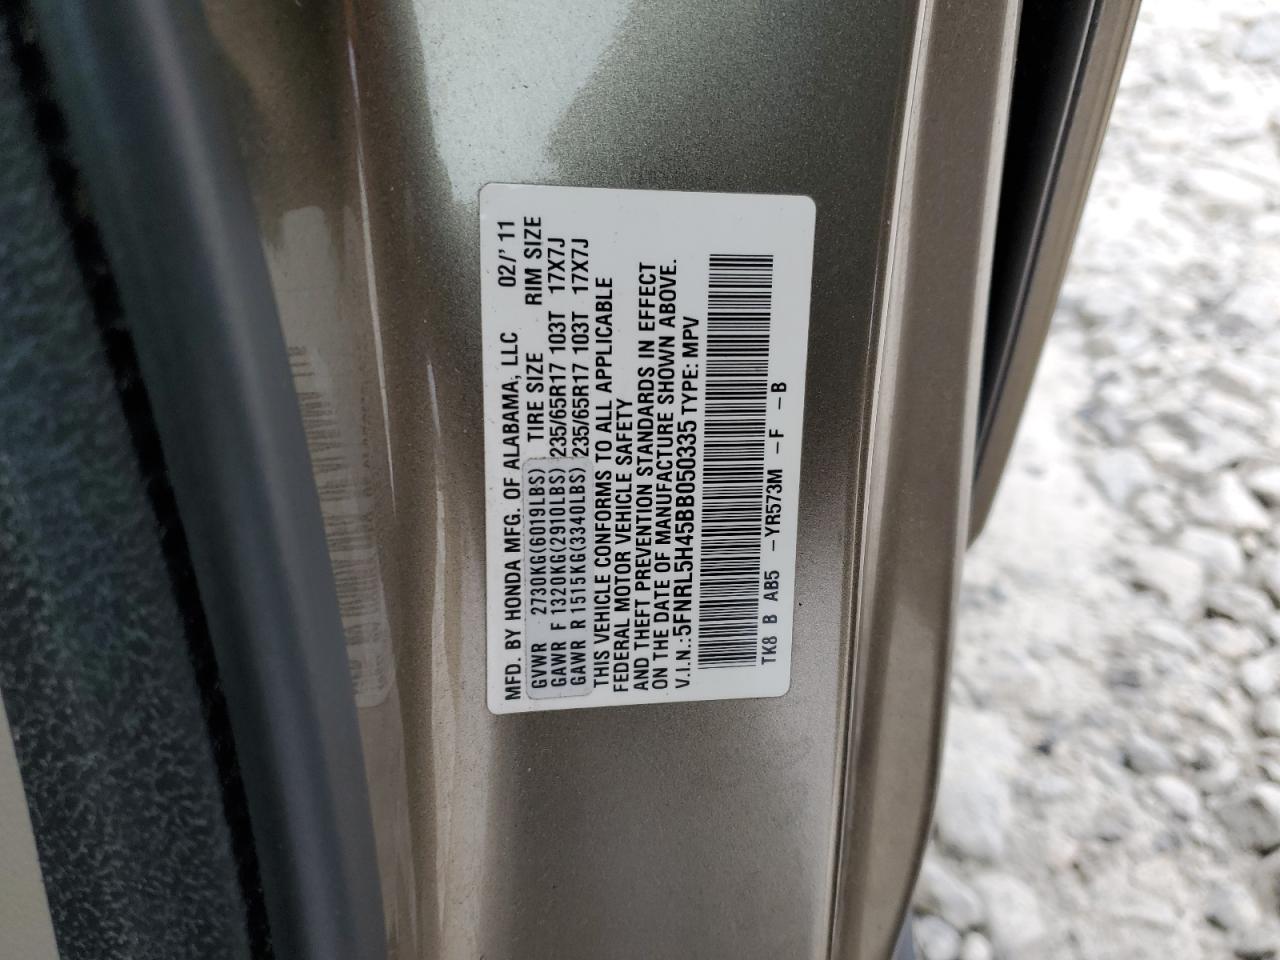 MFD. BY HONDA MFG. OF ALABAMA, LLC 02/'11
GVWR 2730KG(6019LBS) TIRE SIZE RIM SIZE
GAWR F 1320KG(2910LBS) 235/65R17 103T 17X7J
GAWR R 1515KG(3340LBS) 235/65R17 103T 17X7J
THIS VEHICLE CONFORMS TO ALL APPLICABLE
FEDERAL MOTOR VEHICLE SAFETY
AND THEFT PREVENTION STANDARDS IN EFFECT
ON THE DATE OF MANUFACTURE SHOWN ABOVE.
V.I.N.:5FNRL5H45BB050335 TYPE: MPV
TK8 B AB5 -YR573M -F -B